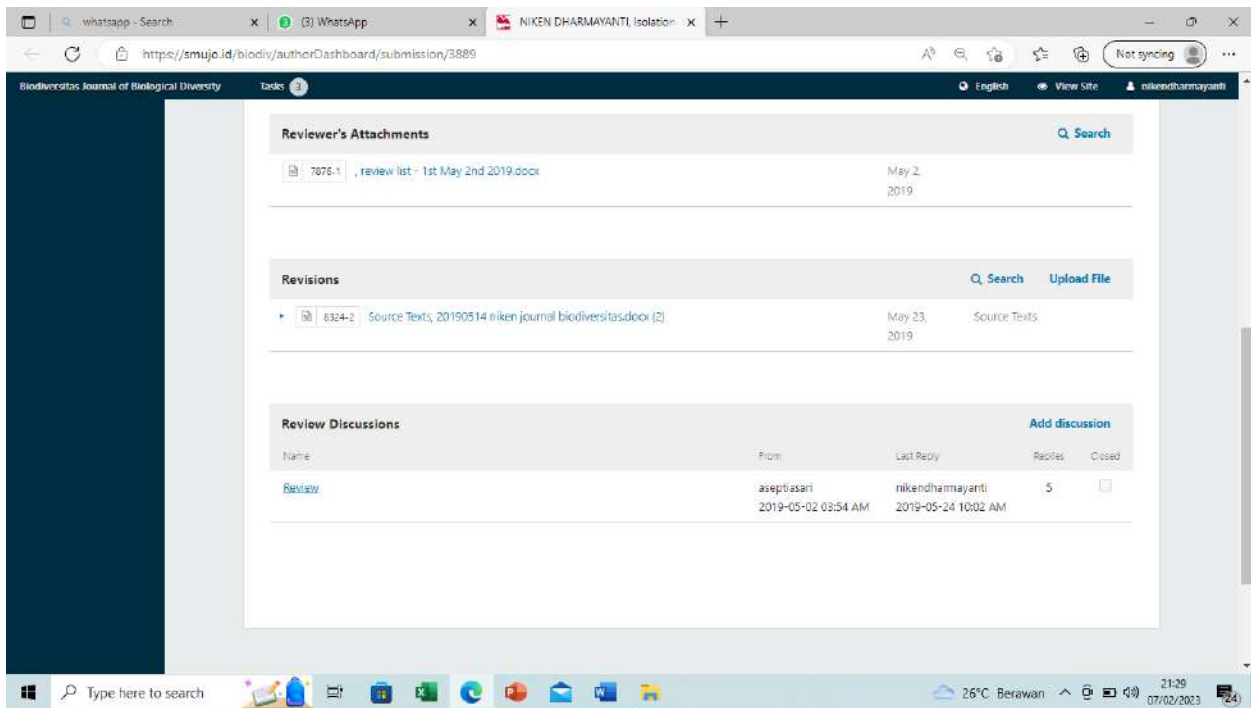 whatsapp - Search
(3) WhatsApp
NIKEN DHARMAYANTI, Isolation
https://smujo.id/biodiv/authorDashboard/submission/3889
Not syncing
Biodiversitas Journal of Biological Diversity
Tasks 3
English
View Site
nikendharmayanti
Reviewer's Attachments
Search
7876-1 , review list - 1st May 2nd 2019.docx
May 2,
2019
Revisions
Search Upload File
8324-2 Source Texts, 20190514 niken journal biodiversitas.docx (2)
May 23,
2019
Source Texts
Review Discussions
Add discussion
Name From Last Reply Replies Closed
Review aseptiasari nikendharmayanti 5
2019-05-02 03:54 AM 2019-05-24 10:02 AM
Type here to search
26°C Berawan
21:29
07/02/2023
24